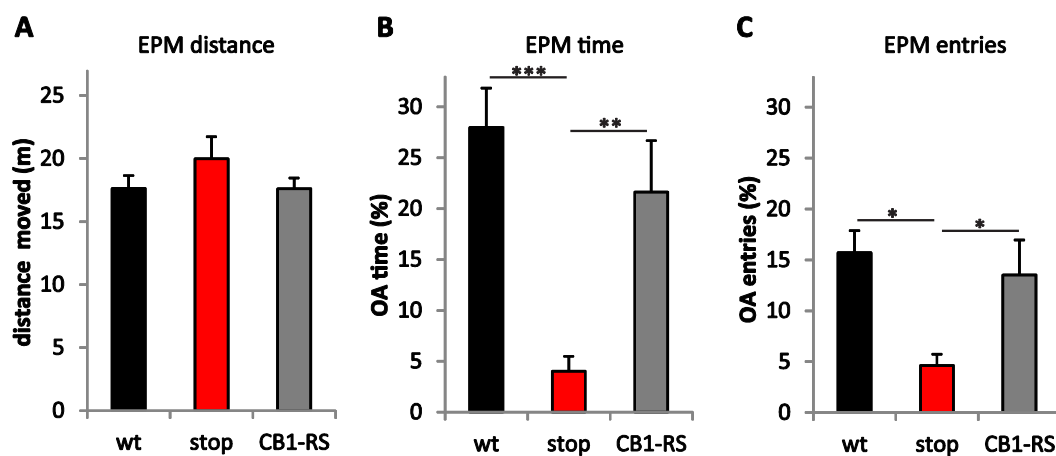 A
EPM distance
distance moved (m)
25
20
15
10
5
0
wt
stop
CB1-RS
B
EPM time
OA time (%)
30
25
20
15
10
5
0
***
**
wt
stop
CB1-RS
C
EPM entries
OA entries (%)
30
25
20
15
10
5
0
*
*
wt
stop
CB1-RS